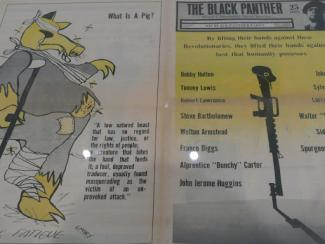 What Is A Pig?
"A low natured beast
that has no regard
for law, justice, or
the rights of people;
a creature that bites
the hand that feeds
it; a foul, depraved
traducer, usually found
masquerading as the
victim of an un-
provoked attack."
FATIGUE
THE BLACK PANTHER
25
By lifting their hands against these
Revolutionaries, they lifted their hands against
best that humanity possesses.
Bobby Hutton
Tommy Lewis
Robert Lawrence
Steve Bartholomew
Welton Armstead
Franco Diggs
Alprentice "Bunchy" Carter
John Jerome Huggins